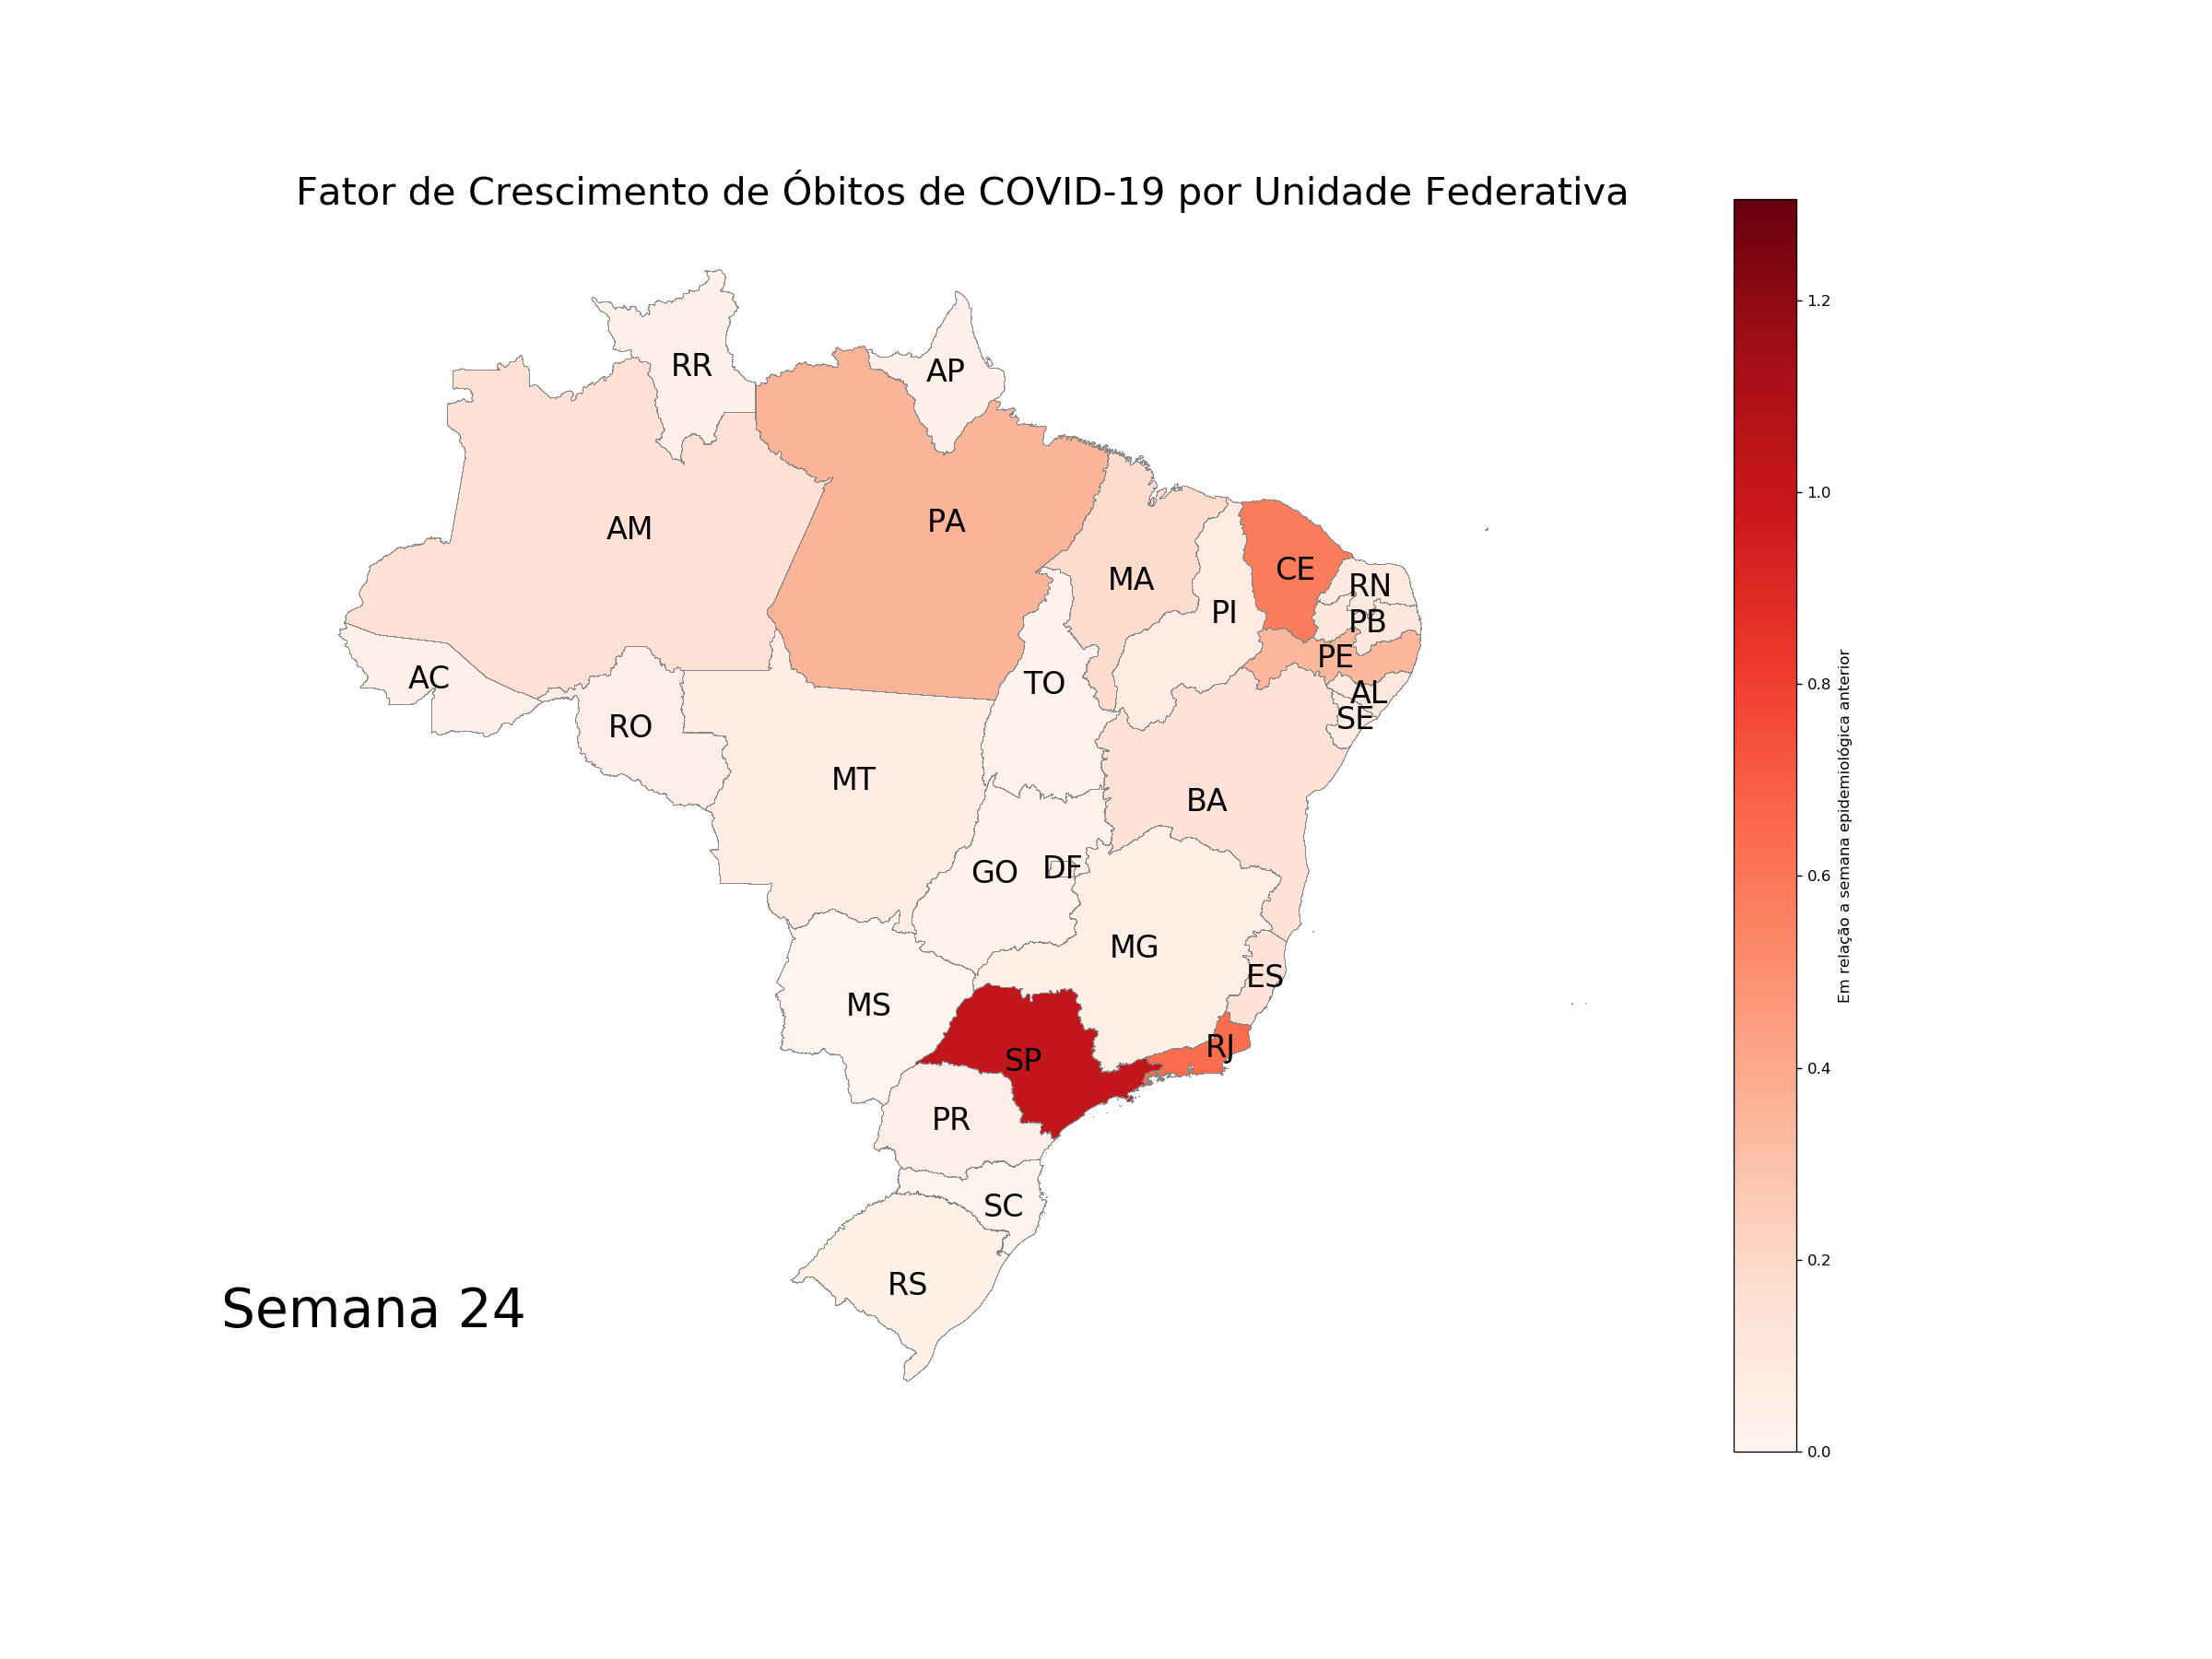 Fator de Crescimento de Óbitos de COVID-19 por Unidade Federativa
RR
AP
AM
PA
MA
CE
RN
PI
PB
PE
AC
TO
AL
SE
RO
MT
BA
GO
DF
MG
ES
MS
RJ
SP
PR
SC
RS
Semana 24
1.2
1.0
0.8
0.6
0.4
0.2
0.0
Em relação a semana epidemiológica anterior